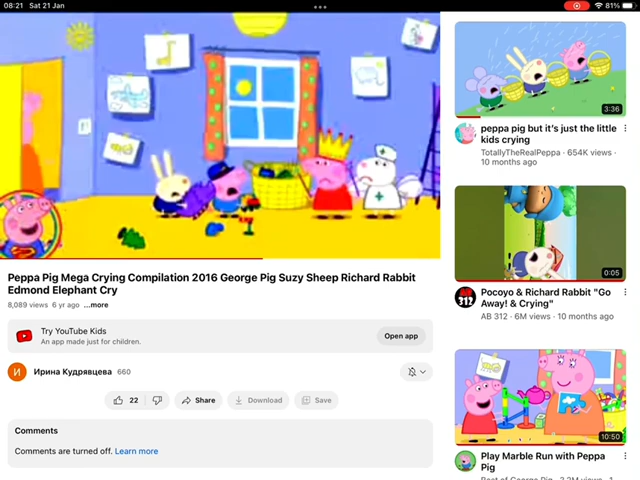 08:21 Sat 21 Jan
81%
Peppa Pig Mega Crying Compilation 2016 George Pig Suzy Sheep Richard Rabbit
Edmond Elephant Cry
8,089 views 6 yr ago ...more
Try YouTube Kids
An app made just for children.
Open app
И
Ирина Кудрявцева 660
22
Share
Download
Save
Comments
Comments are turned off. Learn more
3:36
peppa pig but it's just the little
kids crying
TotallyTheRealPeppa · 654K views ·
10 months ago
0:05
312
Pocoyo & Richard Rabbit "Go
Away! & Crying"
AB 312 · 6M views · 10 months ago
10:50
Play Marble Run with Peppa
Pig